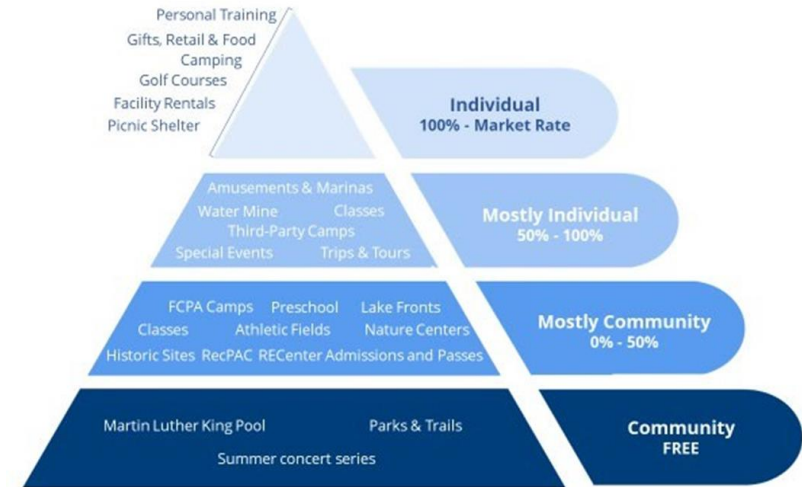 Personal Training
Gifts, Retail & Food
Camping
Golf Courses
Facility Rentals
Picnic Shelter
Individual
100% - Market Rate
Amusements & Marinas
Water Mine Classes
Third-Party Camps
Special Events Trips & Tours
Mostly Individual
50% - 100%
FCPA Camps Preschool Lake Fronts
Classes Athletic Fields Nature Centers
Historic Sites RecPAC RECenter Admissions and Passes
Mostly Community
0% - 50%
Martin Luther King Pool Parks & Trails
Summer concert series
Community
FREE